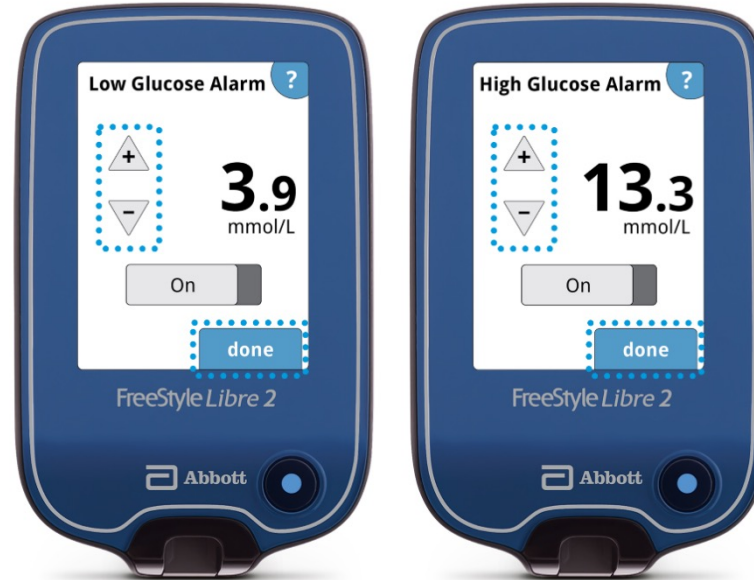 Low Glucose Alarm ?
+
3.9
mmol/L
−
On
done
FreeStyle Libre 2
Abbott
High Glucose Alarm ?
+
13.3
mmol/L
−
On
done
FreeStyle Libre 2
Abbott